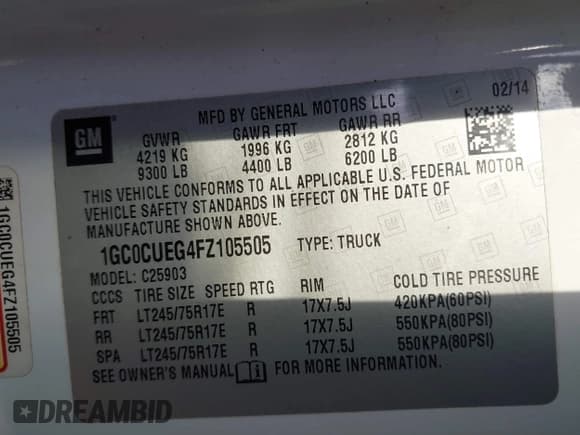 MFD BY GENERAL MOTORS LLC 02/14
GM
GVWR GAWR FRT GAWR RR
4219 KG 1996 KG 2812 KG
9300 LB 4400 LB 6200 LB
THIS VEHICLE CONFORMS TO ALL APPLICABLE U.S. FEDERAL MOTOR
VEHICLE SAFETY STANDARDS IN EFFECT ON THE DATE OF
MANUFACTURE SHOWN ABOVE.
1GC0CUEG4FZ105505 TYPE: TRUCK
MODEL: C25903
CCCS TIRE SIZE SPEED RTG RIM COLD TIRE PRESSURE
FRT LT245/75R17E R 17X7.5J 420KPA(60PSI)
RR LT245/75R17E R 17X7.5J 550KPA(80PSI)
SPA LT245/75R17E R 17X7.5J 550KPA(80PSI)
SEE OWNER'S MANUAL FOR MORE INFORMATION.
1GC0CUEG4FZ105505
DREAMBID